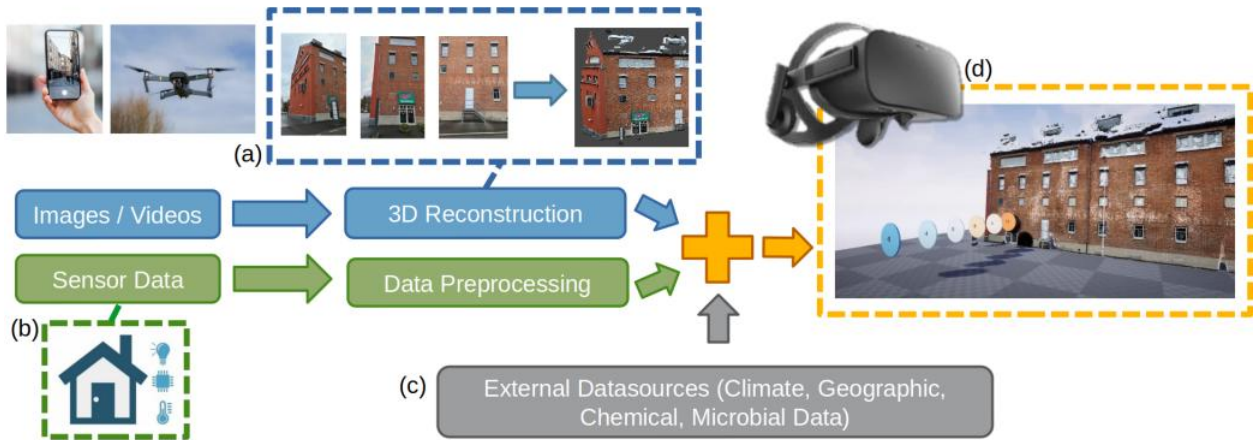 (a)
(d)
Images / Videos
3D Reconstruction
Sensor Data
Data Preprocessing
(b)
(c)
External Datasources (Climate, Geographic,
Chemical, Microbial Data)